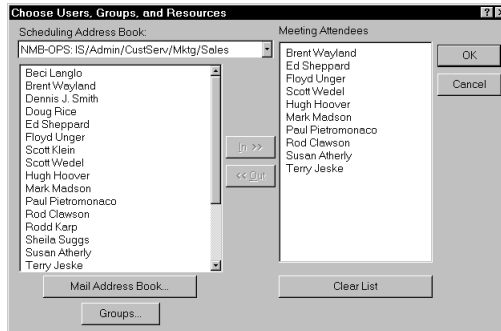 Choose Users, Groups, and Resources
Scheduling Address Book:
NMB-OPS: IS/Admin/CustServ/Mktg/Sales
Beci Langlo
Brent Wayland
Dennis J. Smith
Doug Rice
Ed Sheppard
Floyd Unger
Scott Klein
Scott Wedel
Hugh Hoover
Mark Madson
Paul Pietromonaco
Rod Clawson
Rodd Karp
Sheila Suggs
Susan Atherly
Terry Jeske
Mail Address Book...
Groups...
In >>
<< Out
Meeting Attendees
Brent Wayland
Ed Sheppard
Floyd Unger
Scott Wedel
Hugh Hoover
Mark Madson
Paul Pietromonaco
Rod Clawson
Susan Atherly
Terry Jeske
Clear List
OK
Cancel